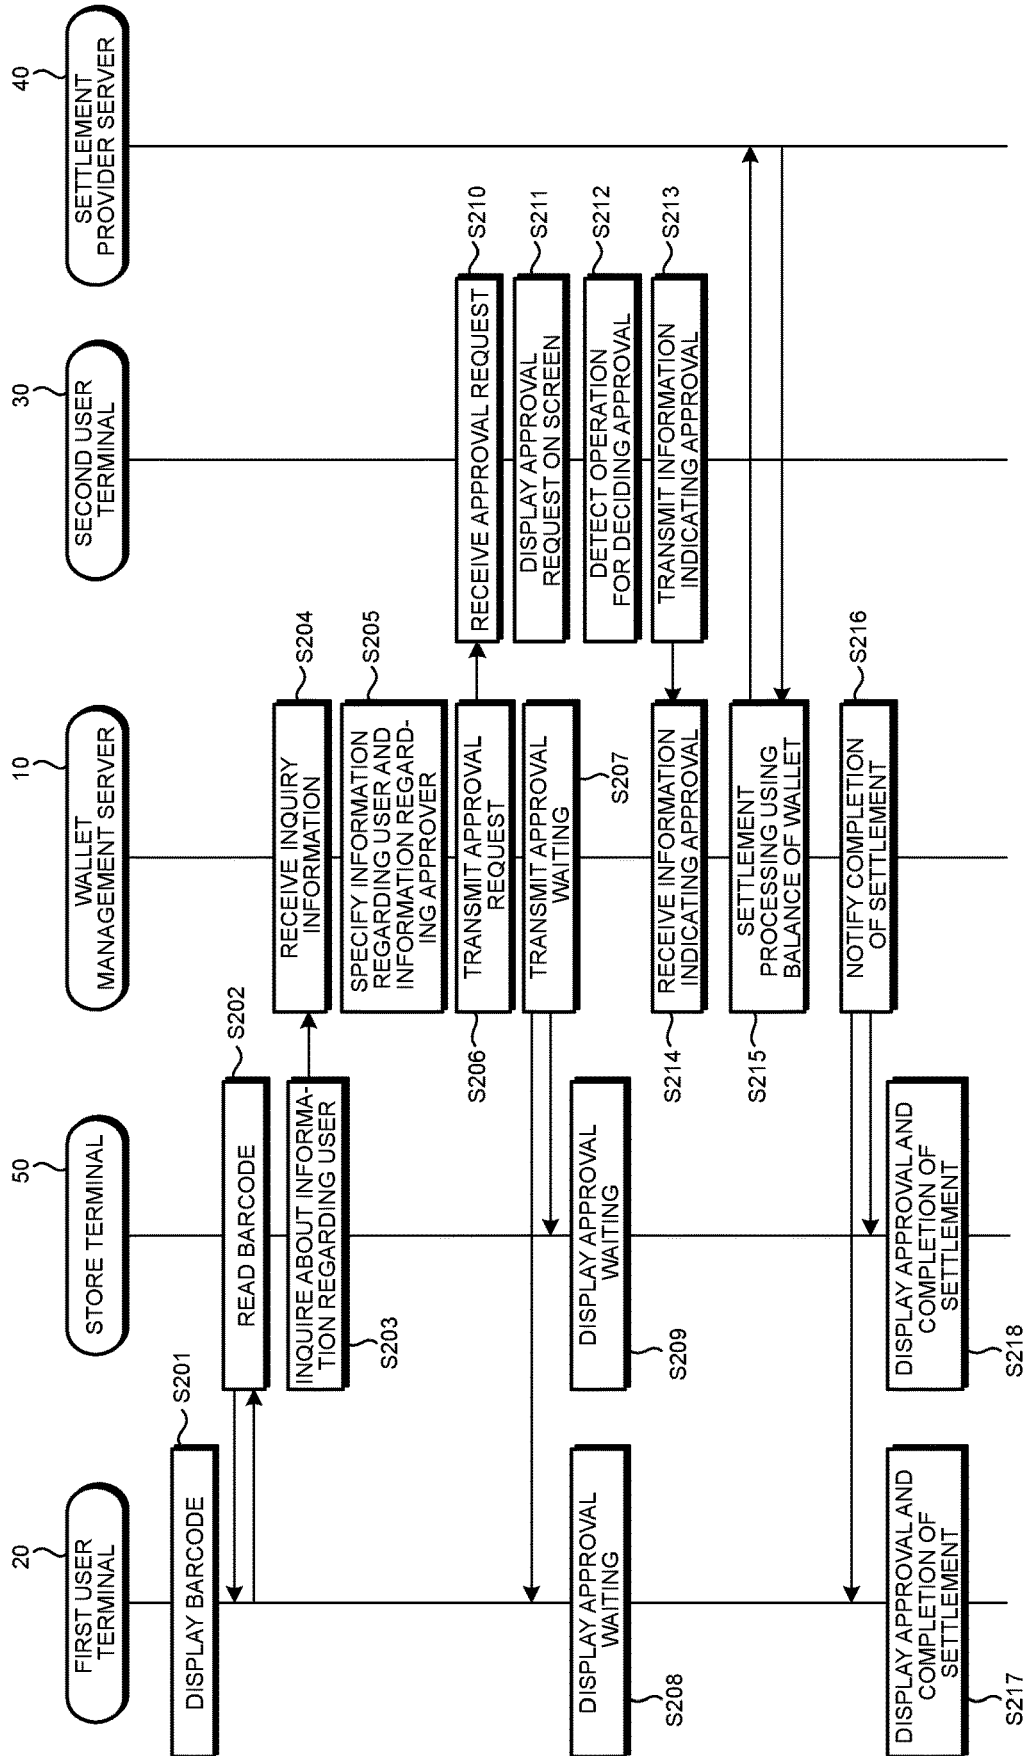 20
FIRST USER
TERMINAL
50
STORE TERMINAL
10
WALLET
MANAGEMENT SERVER
30
SECOND USER
TERMINAL
40
SETTLEMENT
PROVIDER SERVER
S201
DISPLAY BARCODE
S202
READ BARCODE
INQUIRE ABOUT INFORMA-
TION REGARDING USER
S203
S204
RECEIVE INQUIRY
INFORMATION
S205
SPECIFY INFORMATION
REGARDING USER AND
INFORMATION REGARD-
ING APPROVER
TRANSMIT APPROVAL
REQUEST
S206
TRANSMIT APPROVAL
WAITING
S207
DISPLAY APPROVAL
WAITING
S208
DISPLAY APPROVAL
WAITING
S209
RECEIVE APPROVAL REQUEST
S210
DISPLAY APPROVAL
REQUEST ON SCREEN
S211
DETECT OPERATION
FOR DECIDING APPROVAL
S212
TRANSMIT INFORMATION
INDICATING APPROVAL
S213
RECEIVE INFORMATION
INDICATING APPROVAL
S214
SETTLEMENT
PROCESSING USING
BALANCE OF WALLET
S215
S216
NOTIFY COMPLETION
OF SETTLEMENT
DISPLAY APPROVAL AND
COMPLETION OF
SETTLEMENT
S217
DISPLAY APPROVAL AND
COMPLETION OF
SETTLEMENT
S218